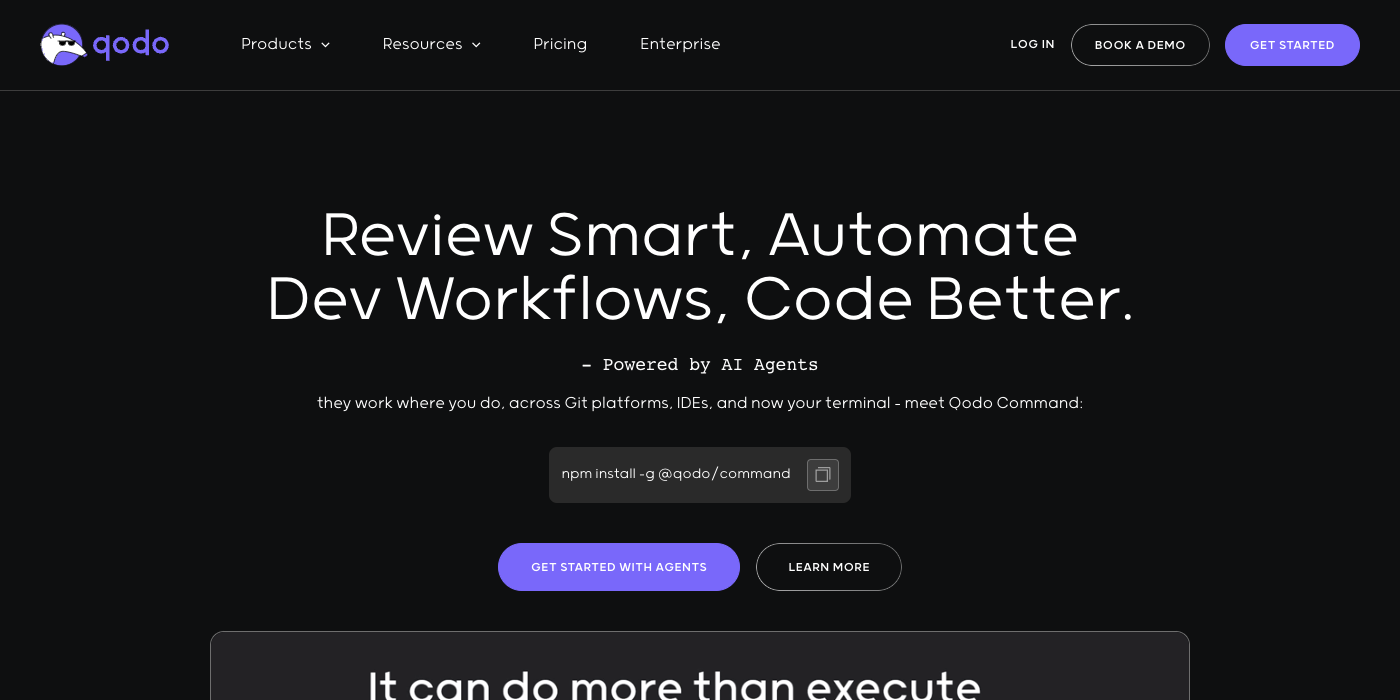 qodo
Products
Resources
Pricing
Enterprise
LOG IN
BOOK A DEMO
GET STARTED
Review Smart, Automate
Dev Workflows, Code Better.
- Powered by AI Agents
they work where you do, across Git platforms, IDEs, and now your terminal - meet Qodo Command:
npm install -g @qodo/command
GET STARTED WITH AGENTS
LEARN MORE
It can do more than execute